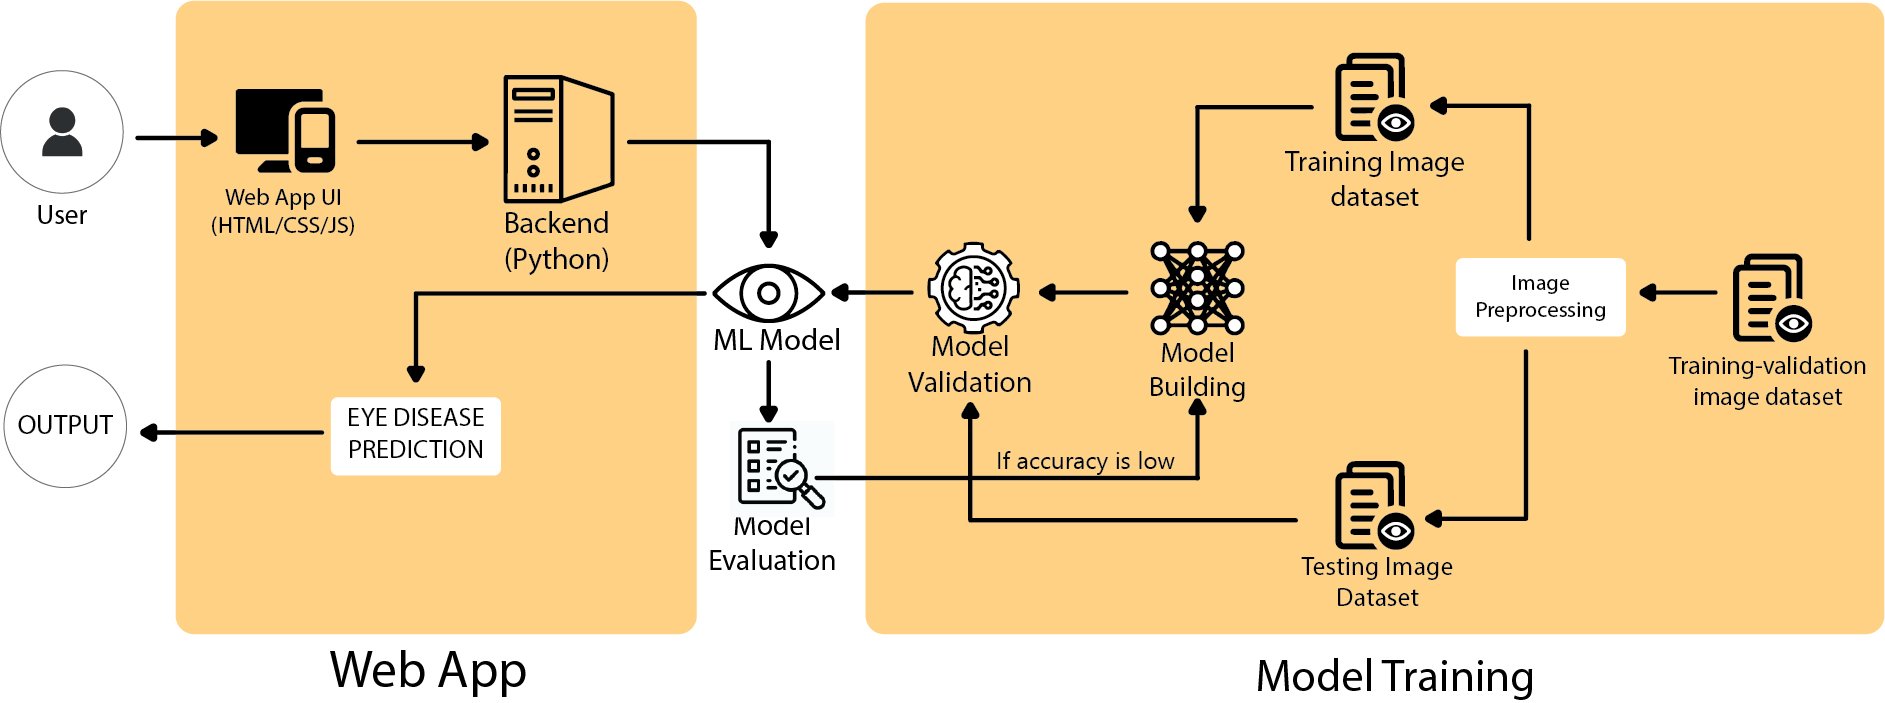 User
Web App UI
(HTML/CSS/JS)
Backend
(Python)
ML Model
EYE DISEASE
PREDICTION
OUTPUT
Model
Evaluation
Web App
Model
Validation
Model
Building
If accuracy is low
Training Image
dataset
Image
Preprocessing
Training-validation
image dataset
Testing Image
Dataset
Model Training